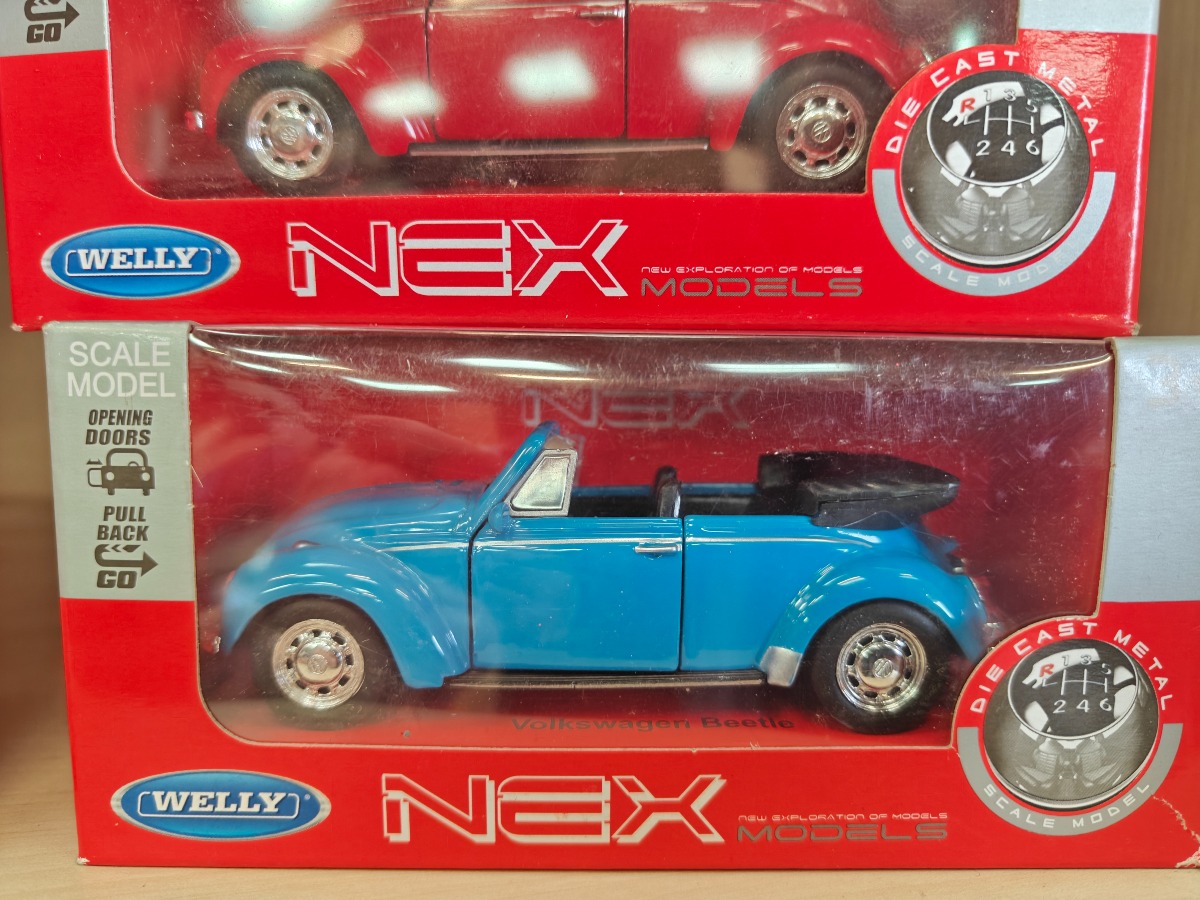 GO
DIE CAST METAL
R 1 3 5
2 4 6
SCALE MODEL
WELLY
NEX
NEW EXPLORATION OF MODELS
MODELS
SCALE
MODEL
OPENING
DOORS
PULL
BACK
GO
NEX
Volkswagen Beetle
DIE CAST METAL
R 1 3 5
2 4 6
SCALE MODEL
WELLY
NEX
NEW EXPLORATION OF MODELS
MODELS